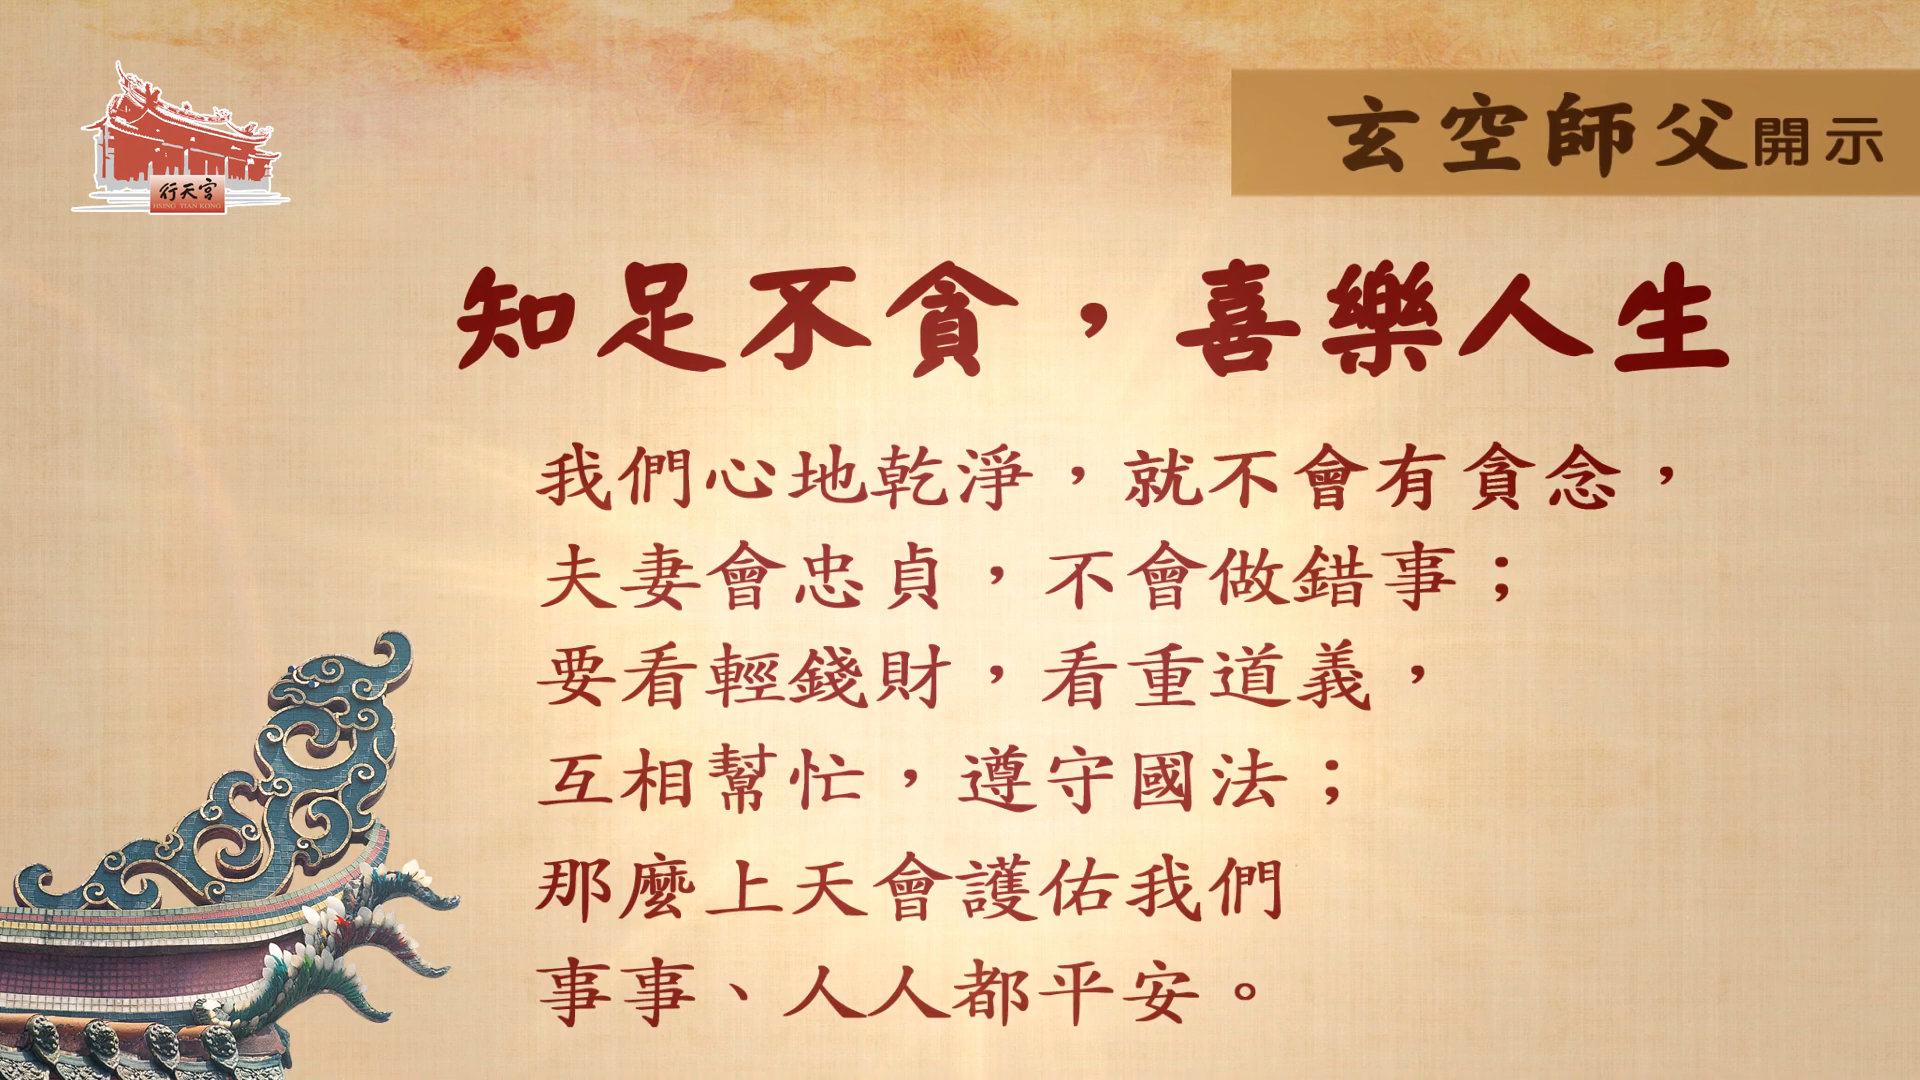 行天宮
HSING TIAN KONG
玄空師父開示
知足不貪，喜樂人生
我們心地乾淨，就不會有貪念，
夫妻會忠貞，不會做錯事；
要看輕錢財，看重道義，
互相幫忙，遵守國法；
那麼上天會護佑我們
事事、人人都平安。